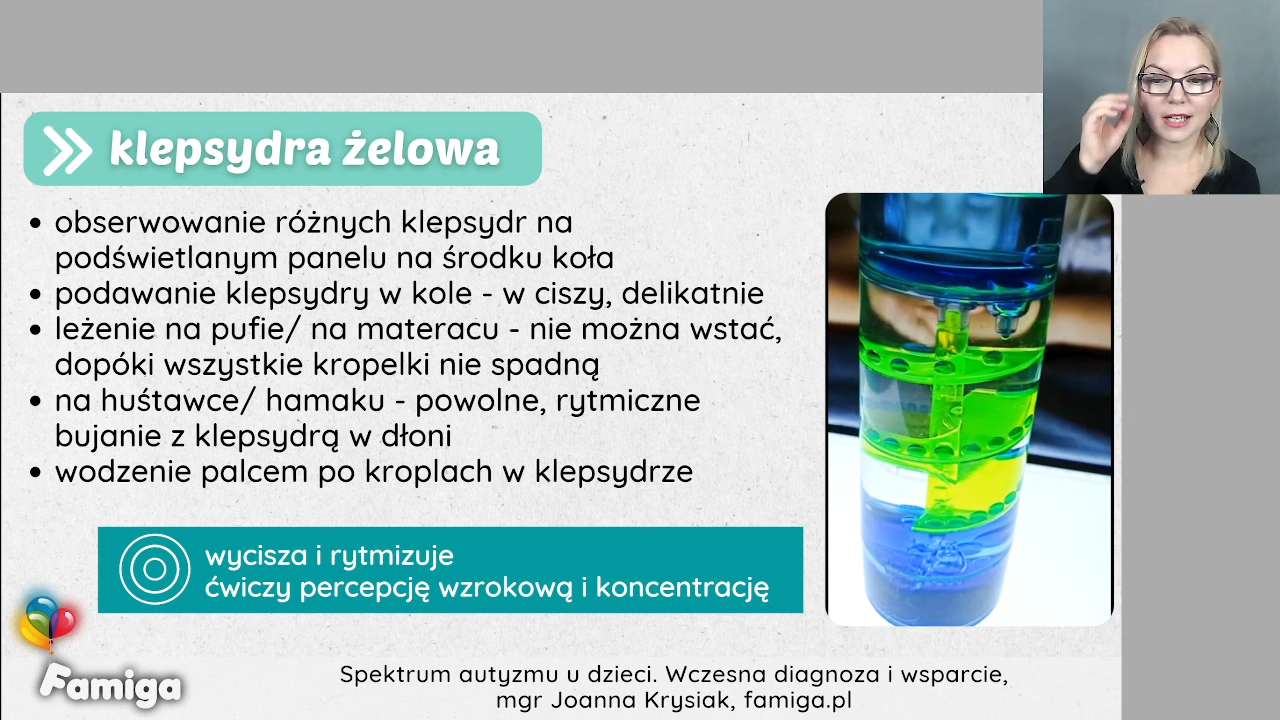 klepsydra żelowa
obserwowanie różnych klepsydr na
podświetlanym panelu na środku koła
podawanie klepsydry w kole - w ciszy, delikatnie
leżenie na pufie/ na materacu - nie można wstać,
dopóki wszystkie kropelki nie spadną
na huśtawce/ hamaku - powolne, rytmiczne
bujanie z klepsydrą w dłoni
wodzenie palcem po kroplach w klepsydrze
wycisza i rytmizuje
ćwiczy percepcję wzrokową i koncentrację
Famiga
Spektrum autyzmu u dzieci. Wczesna diagnoza i wsparcie,
mgr Joanna Krysiak, famiga.pl